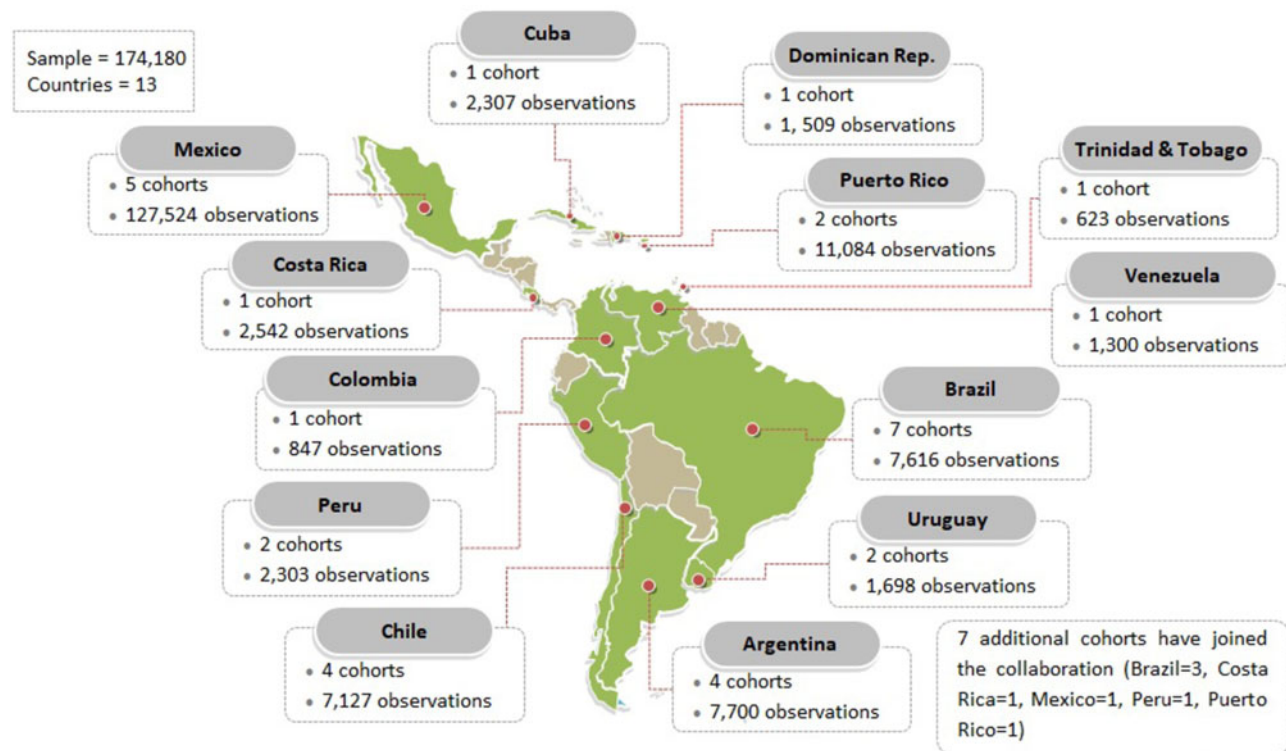 Sample = 174,180
Countries = 13
Cuba
• 1 cohort
• 2,307 observations
Dominican Rep.
• 1 cohort
• 1, 509 observations
Mexico
• 5 cohorts
• 127,524 observations
Puerto Rico
• 2 cohorts
• 11,084 observations
Trinidad & Tobago
• 1 cohort
• 623 observations
Costa Rica
• 1 cohort
• 2,542 observations
Venezuela
• 1 cohort
• 1,300 observations
Colombia
• 1 cohort
• 847 observations
Brazil
• 7 cohorts
• 7,616 observations
Peru
• 2 cohorts
• 2,303 observations
Uruguay
• 2 cohorts
• 1,698 observations
Chile
• 4 cohorts
• 7,127 observations
Argentina
• 4 cohorts
• 7,700 observations
7 additional cohorts have joined
the collaboration (Brazil=3, Costa
Rica=1, Mexico=1, Peru=1, Puerto
Rico=1)